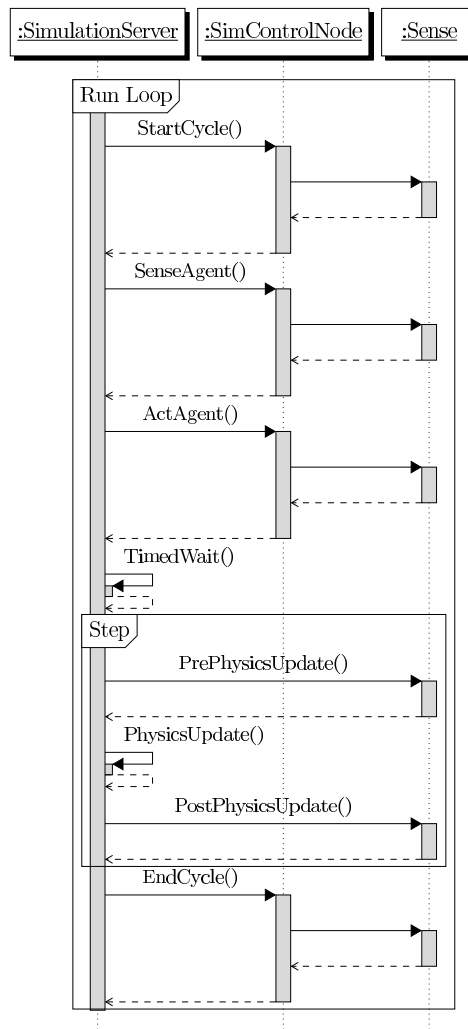 :SimulationServer :SimControlNode :Sense
Run Loop
StartCycle()
SenseAgent()
ActAgent()
TimedWait()
Step
PrePhysicsUpdate()
PhysicsUpdate()
PostPhysicsUpdate()
EndCycle()